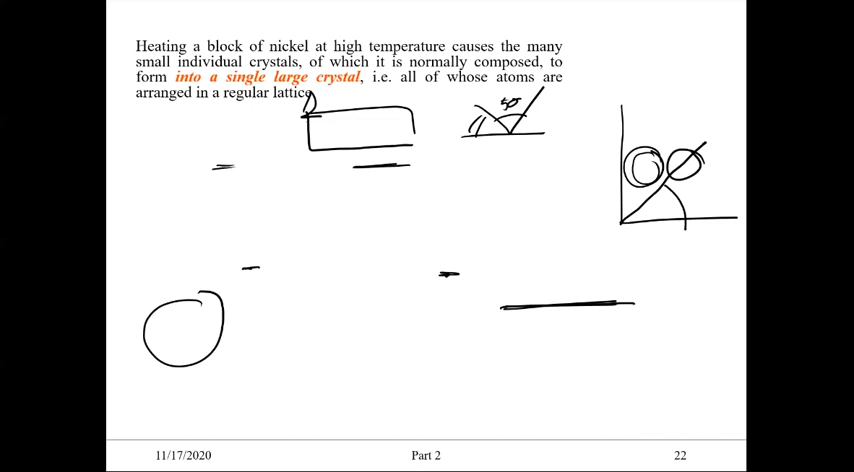 Heating a block of nickel at high temperature causes the many
small individual crystals, of which it is normally composed, to
form into a single large crystal, i.e. all of whose atoms are
arranged in a regular lattice
50
11/17/2020
Part 2
22